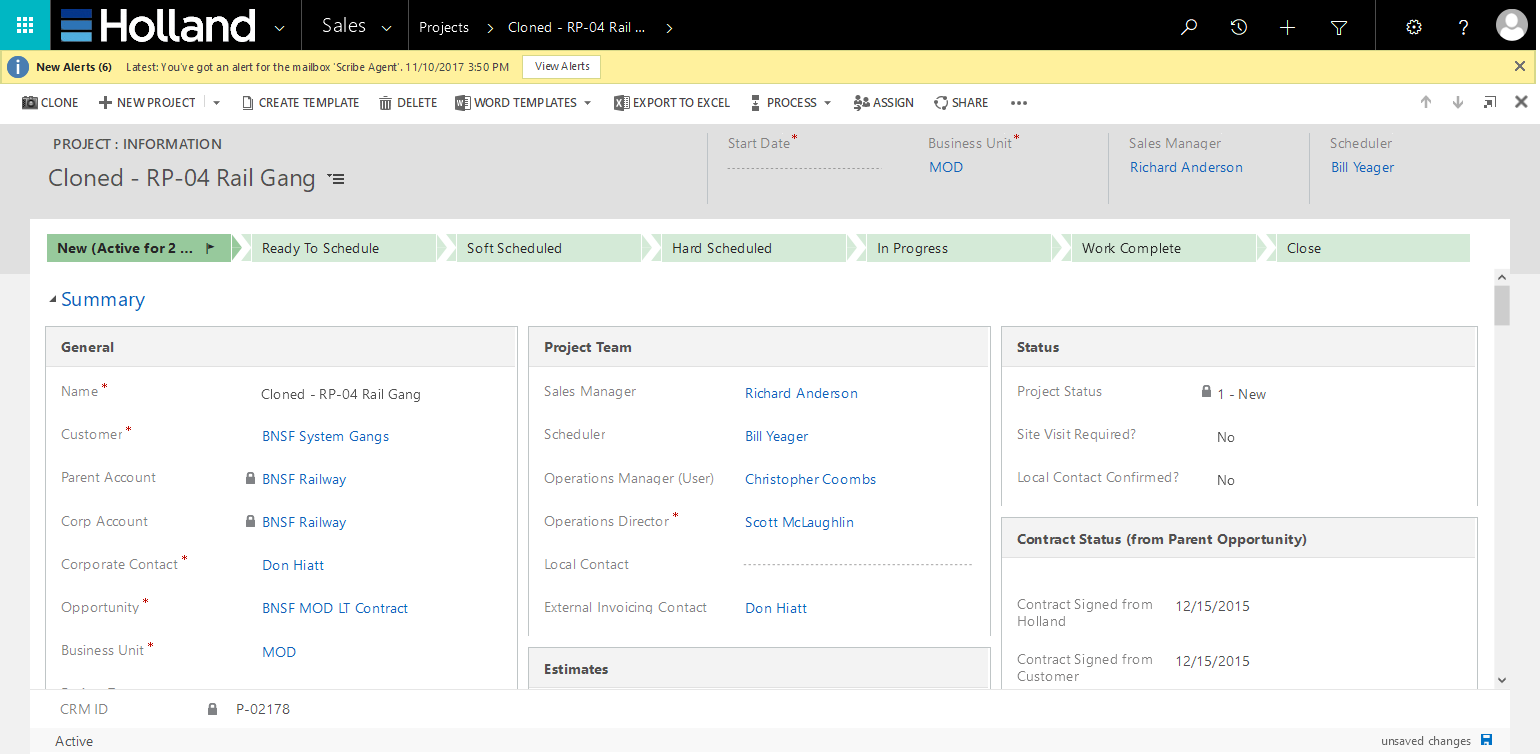 Holland Sales Projects Cloned - RP-04 Rail ...
New Alerts (6) Latest: You've got an alert for the mailbox 'Scribe Agent'. 11/10/2017 3:50 PM View Alerts
CLONE NEW PROJECT CREATE TEMPLATE DELETE WORD TEMPLATES EXPORT TO EXCEL PROCESS ASSIGN SHARE ...
PROJECT : INFORMATION
Cloned - RP-04 Rail Gang
Start Date*
Business Unit*
MOD
Sales Manager
Richard Anderson
Scheduler
Bill Yeager
New (Active for 2 ... Ready To Schedule Soft Scheduled Hard Scheduled In Progress Work Complete Close
Summary
General
Name* Cloned - RP-04 Rail Gang
Customer* BNSF System Gangs
Parent Account BNSF Railway
Corp Account BNSF Railway
Corporate Contact* Don Hiatt
Opportunity* BNSF MOD LT Contract
Business Unit* MOD
Project Team
Sales Manager Richard Anderson
Scheduler Bill Yeager
Operations Manager (User) Christopher Coombs
Operations Director* Scott McLaughlin
Local Contact
External Invoicing Contact Don Hiatt
Estimates
Status
Project Status 1 - New
Site Visit Required? No
Local Contact Confirmed? No
Contract Status (from Parent Opportunity)
Contract Signed from 12/15/2015
Holland
Contract Signed from 12/15/2015
Customer
CRM ID P-02178
Active unsaved changes